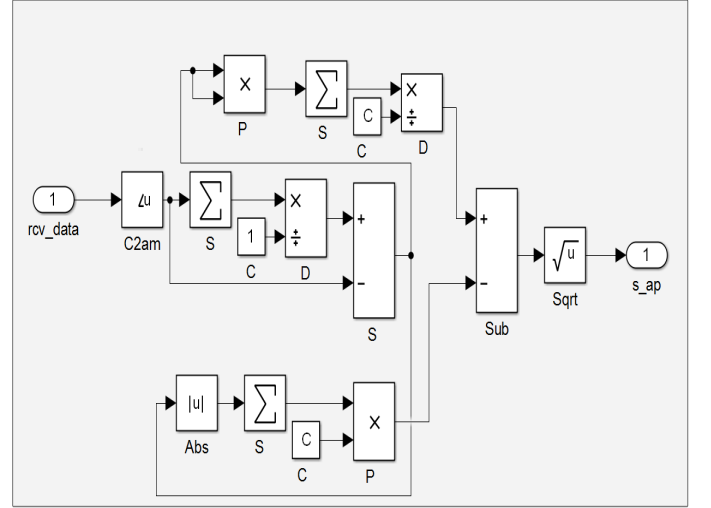 ×
P
∑
S
C
C
×
÷
D
1
rcv_data
∠u
C2am
∑
S
1
C
×
÷
D
+
−
S
+
−
Sub
√u
Sqrt
1
s_ap
|u|
Abs
∑
S
C
C
×
P